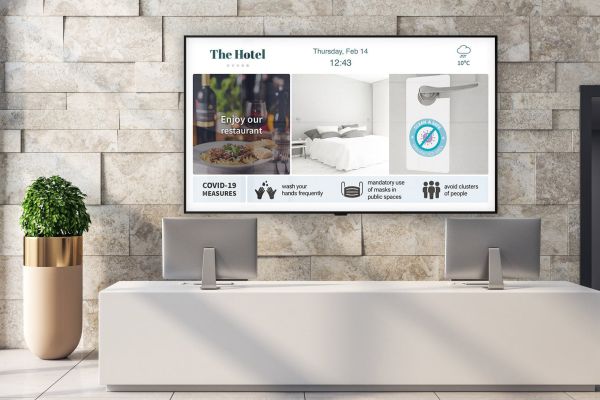 The Hotel
Thursday, Feb 14
12:43
10°C
Enjoy our
restaurant
COVID-19
MEASURES
wash your
hands frequently
mandatory use
of masks in
public spaces
avoid clusters
of people